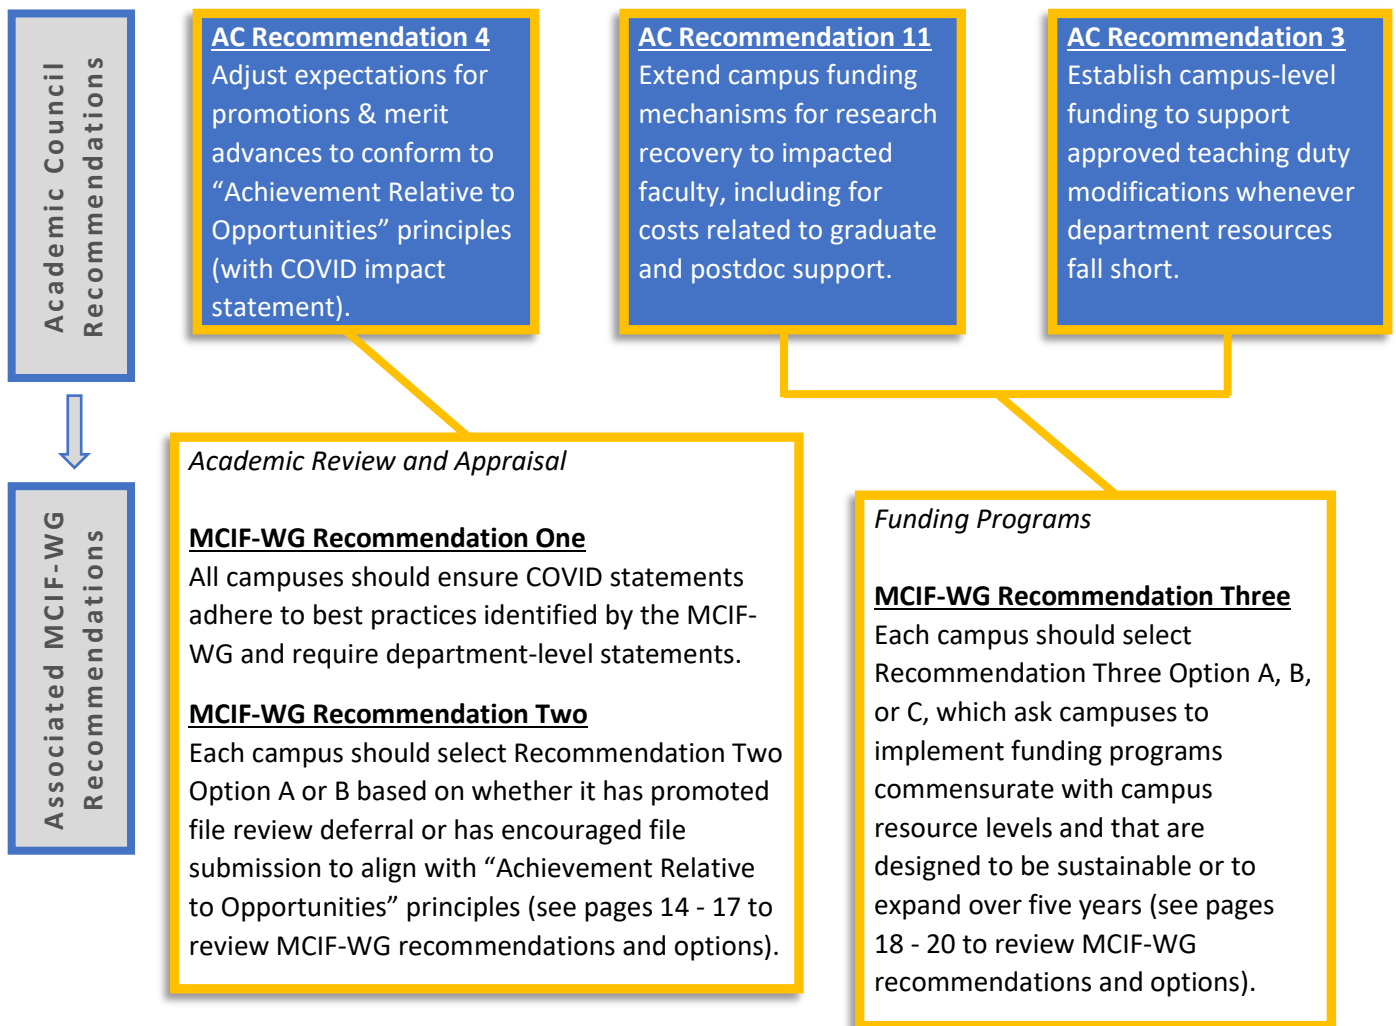 Academic Council
Recommendations
AC Recommendation 4
Adjust expectations for
promotions & merit
advances to conform to
“Achievement Relative to
Opportunities” principles
(with COVID impact
statement).
AC Recommendation 11
Extend campus funding
mechanisms for research
recovery to impacted
faculty, including for
costs related to graduate
and postdoc support.
AC Recommendation 3
Establish campus-level
funding to support
approved teaching duty
modifications whenever
department resources
fall short.
Associated MCIF-WG
Recommendations
Academic Review and Appraisal
MCIF-WG Recommendation One
All campuses should ensure COVID statements
adhere to best practices identified by the MCIF-
WG and require department-level statements.
MCIF-WG Recommendation Two
Each campus should select Recommendation Two
Option A or B based on whether it has promoted
file review deferral or has encouraged file
submission to align with “Achievement Relative
to Opportunities” principles (see pages 14 - 17 to
review MCIF-WG recommendations and options).
Funding Programs
MCIF-WG Recommendation Three
Each campus should select
Recommendation Three Option A, B,
or C, which ask campuses to
implement funding programs
commensurate with campus
resource levels and that are
designed to be sustainable or to
expand over five years (see pages
18 - 20 to review MCIF-WG
recommendations and options).